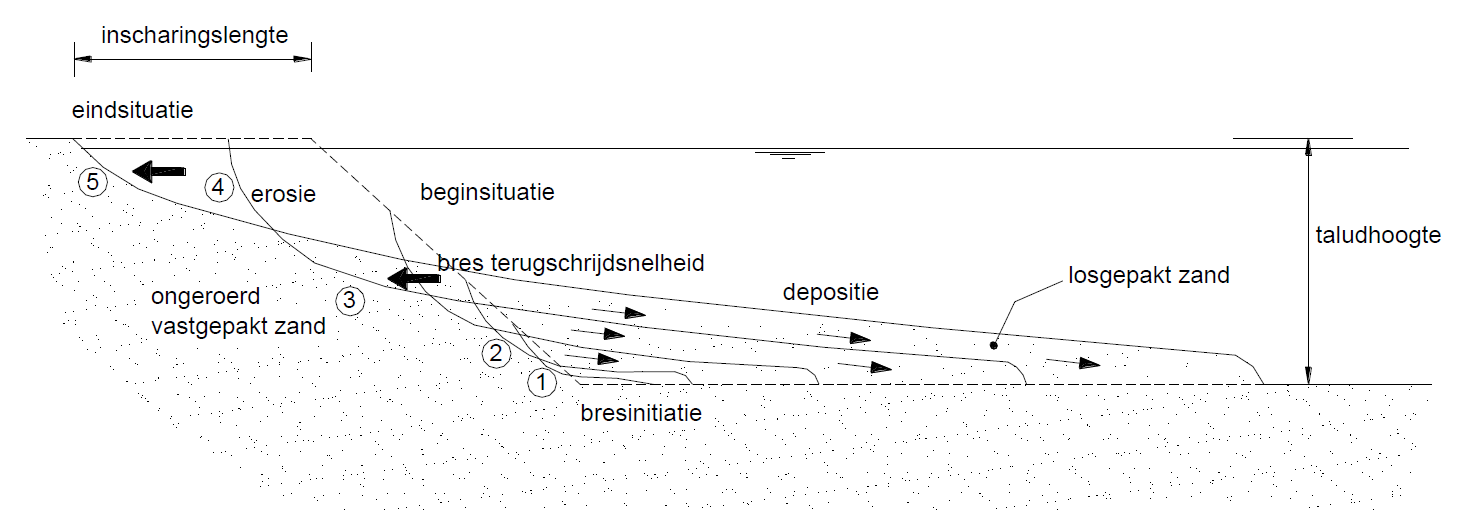 inscharingslengte
eindsituatie
5
4
erosie
beginsituatie
taludhoogte
bres terugschrijdsnelheid
losgepakt zand
depositie
ongeroerd
vastgepakt zand
3
2
1
bresinitiatie